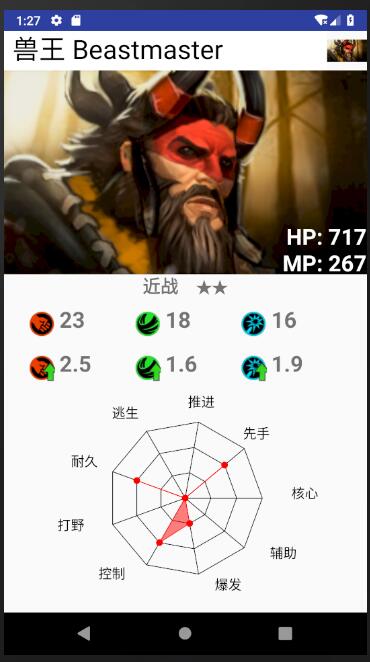 1:27
兽王 Beastmaster
HP: 717
MP: 267
近战 ★★
23 18 16
2.5 1.6 1.9
推进
逃生
先手
耐久
核心
打野
辅助
控制
爆发